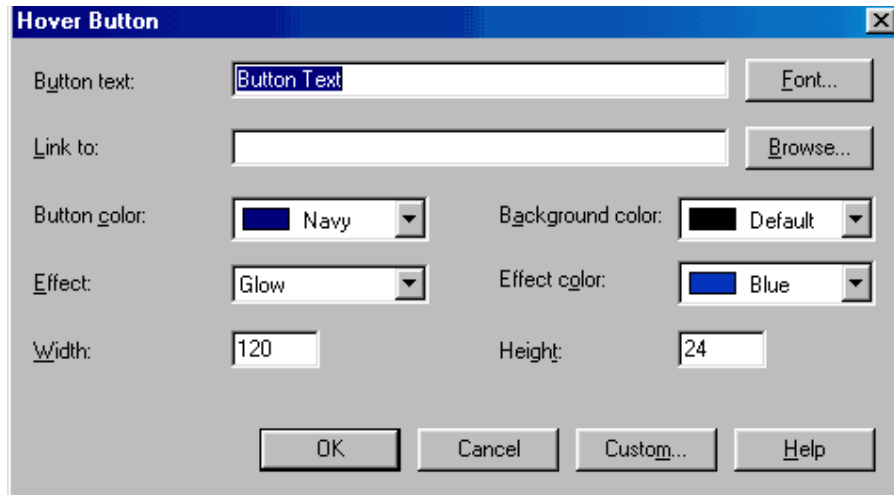 Hover Button
Button text: Button Text Font...
Link to: Browse...
Button color: Navy Background color: Default
Effect: Glow Effect color: Blue
Width: 120 Height: 24
OK Cancel Custom... Help